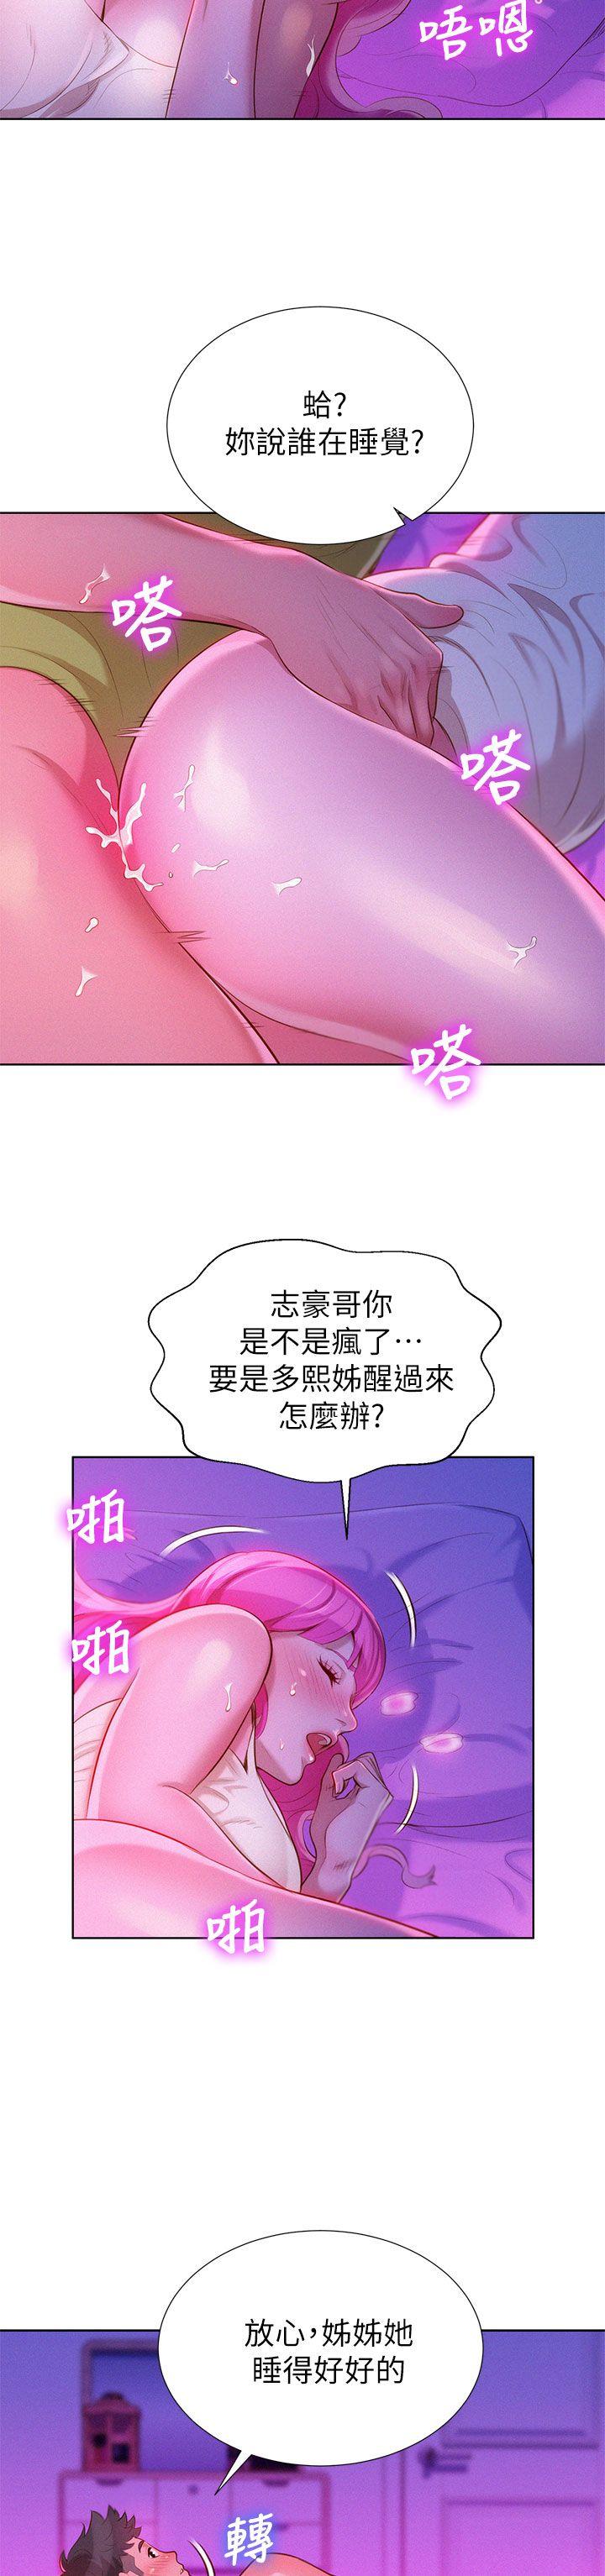 唔嗯
蛤?
妳說誰在睡覺?
嗒
嗒
嗒
志豪哥你
是不是瘋了…
要是多熙姊醒過來
怎麼辦?
啪
啪
啪
放心,姊姊她
睡得好好的
轉